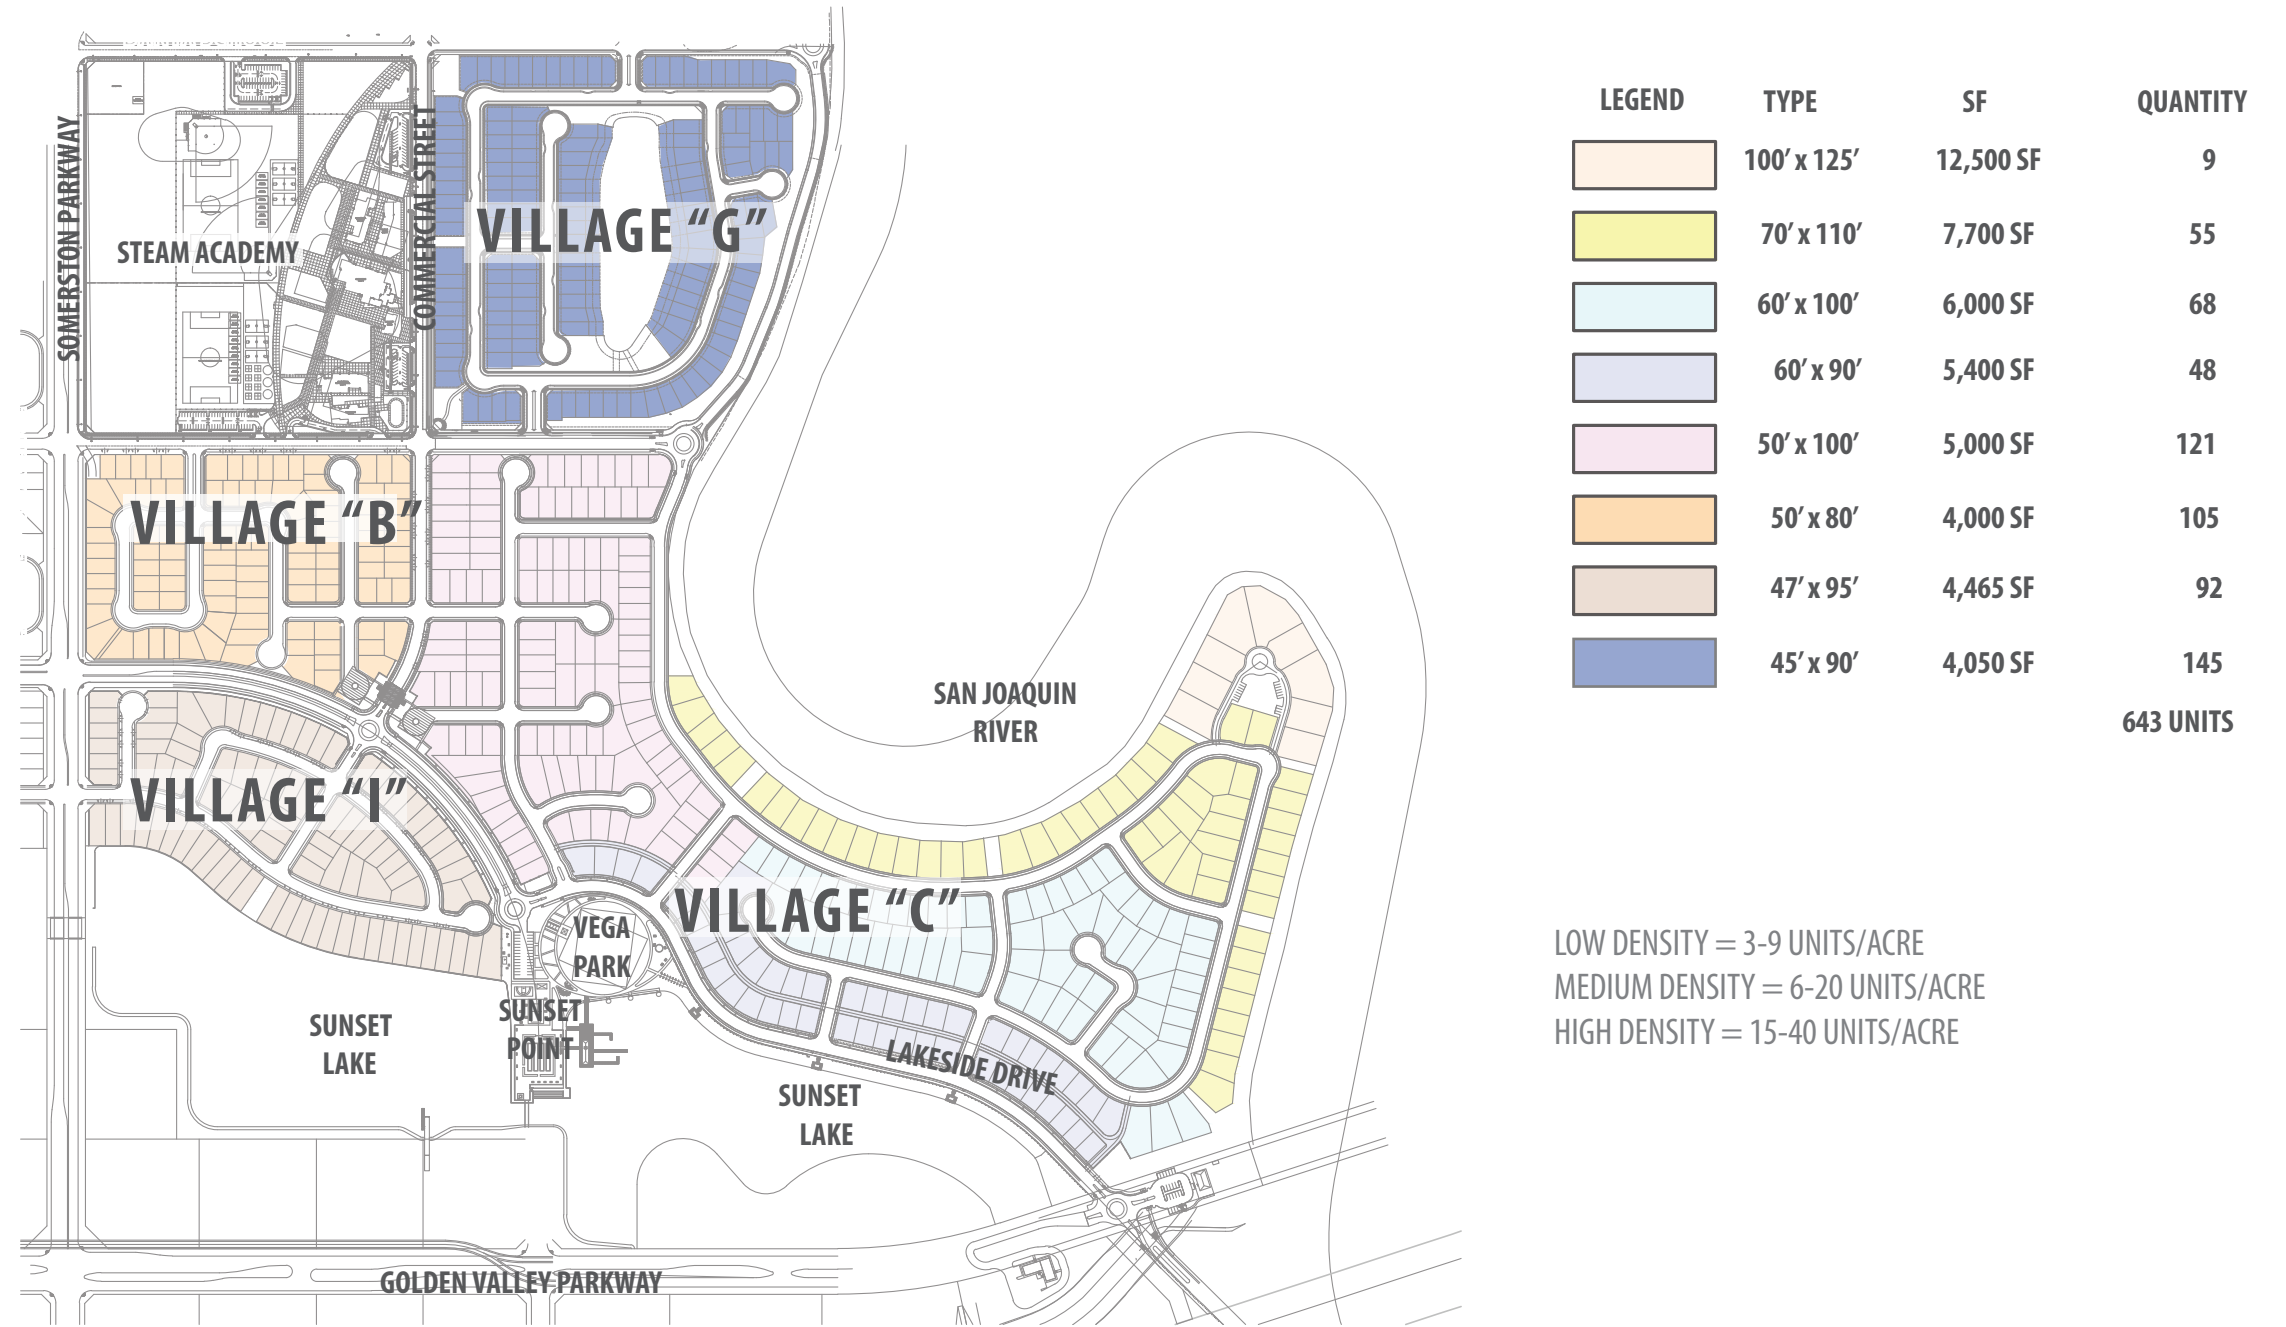 SOMERSTON PARKWAY
STEAM ACADEMY
COMMERCIAL STREET
VILLAGE “G”
VILLAGE “B”
VILLAGE “I”
VILLAGE “C”
VEGA
PARK
SUNSET
POINT
SUNSET
LAKE
SUNSET
LAKE
LAKESIDE DRIVE
SAN JOAQUIN
RIVER
GOLDEN VALLEY PARKWAY
LEGEND TYPE SF QUANTITY
100’ x 125’ 12,500 SF 9
70’ x 110’ 7,700 SF 55
60’ x 100’ 6,000 SF 68
60’ x 90’ 5,400 SF 48
50’ x 100’ 5,000 SF 121
50’ x 80’ 4,000 SF 105
47’ x 95’ 4,465 SF 92
45’ x 90’ 4,050 SF 145
643 UNITS
LOW DENSITY = 3-9 UNITS/ACRE
MEDIUM DENSITY = 6-20 UNITS/ACRE
HIGH DENSITY = 15-40 UNITS/ACRE